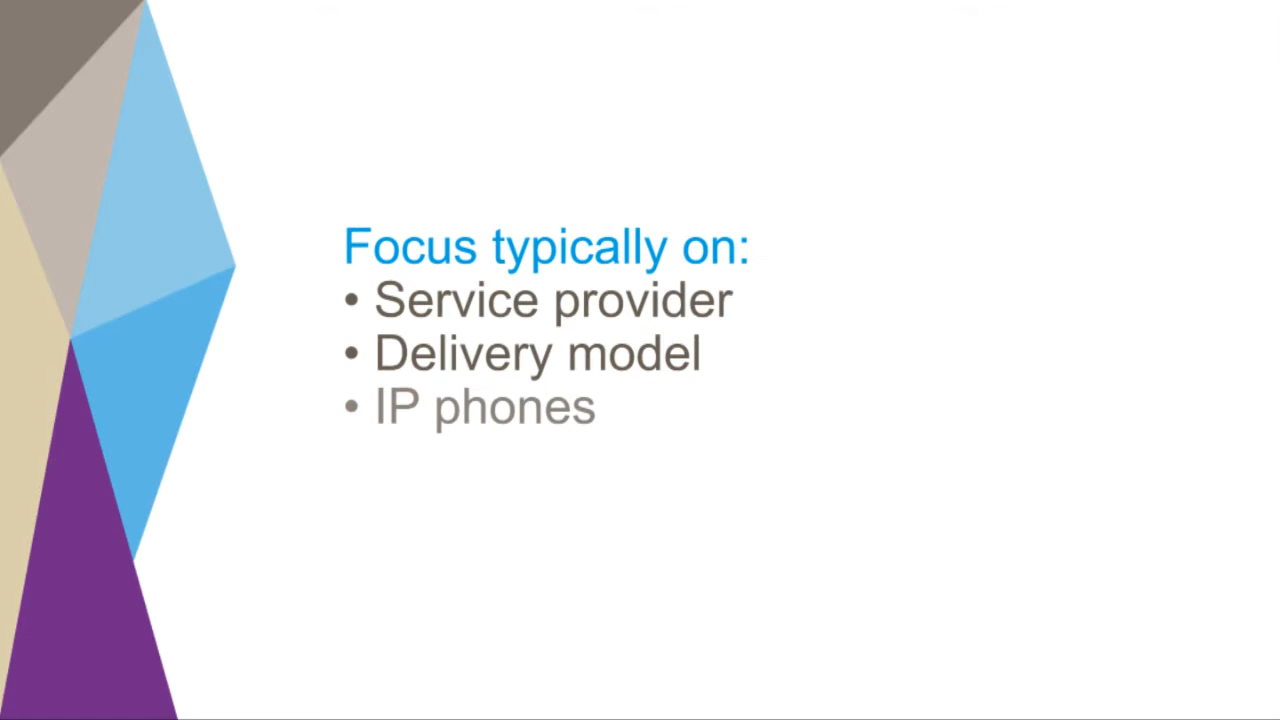 Focus typically on:
• Service provider
• Delivery model
• IP phones